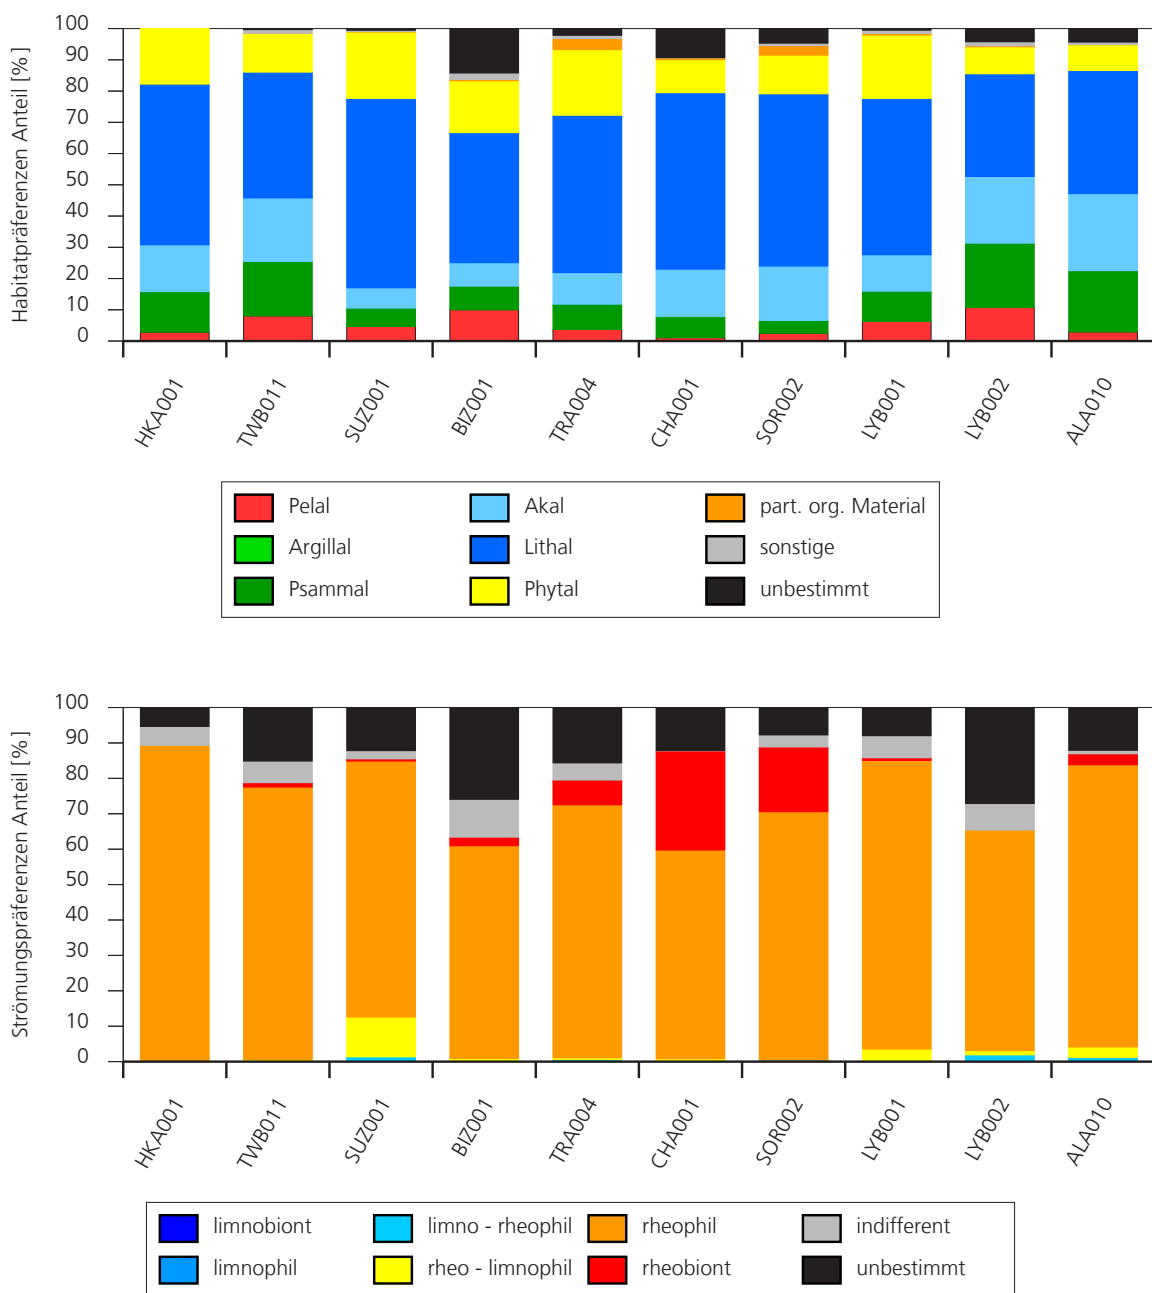 Habitatpräferenzen Anteil [%]
100
90
80
70
60
50
40
30
20
10
0
HKA001
TWB011
SUZ001
BIZ001
TRA004
CHA001
SOR002
LYB001
LYB002
ALA010
Pelal
Akal
part. org. Material
Argillal
Lithal
sonstige
Psammal
Phytal
unbestimmt
Strömungspräferenzen Anteil [%]
100
90
80
70
60
50
40
30
20
10
0
HKA001
TWB011
SUZ001
BIZ001
TRA004
CHA001
SOR002
LYB001
LYB002
ALA010
limnobiont
limno - rheophil
rheophil
indifferent
limnophil
rheo - limnophil
rheobiont
unbestimmt